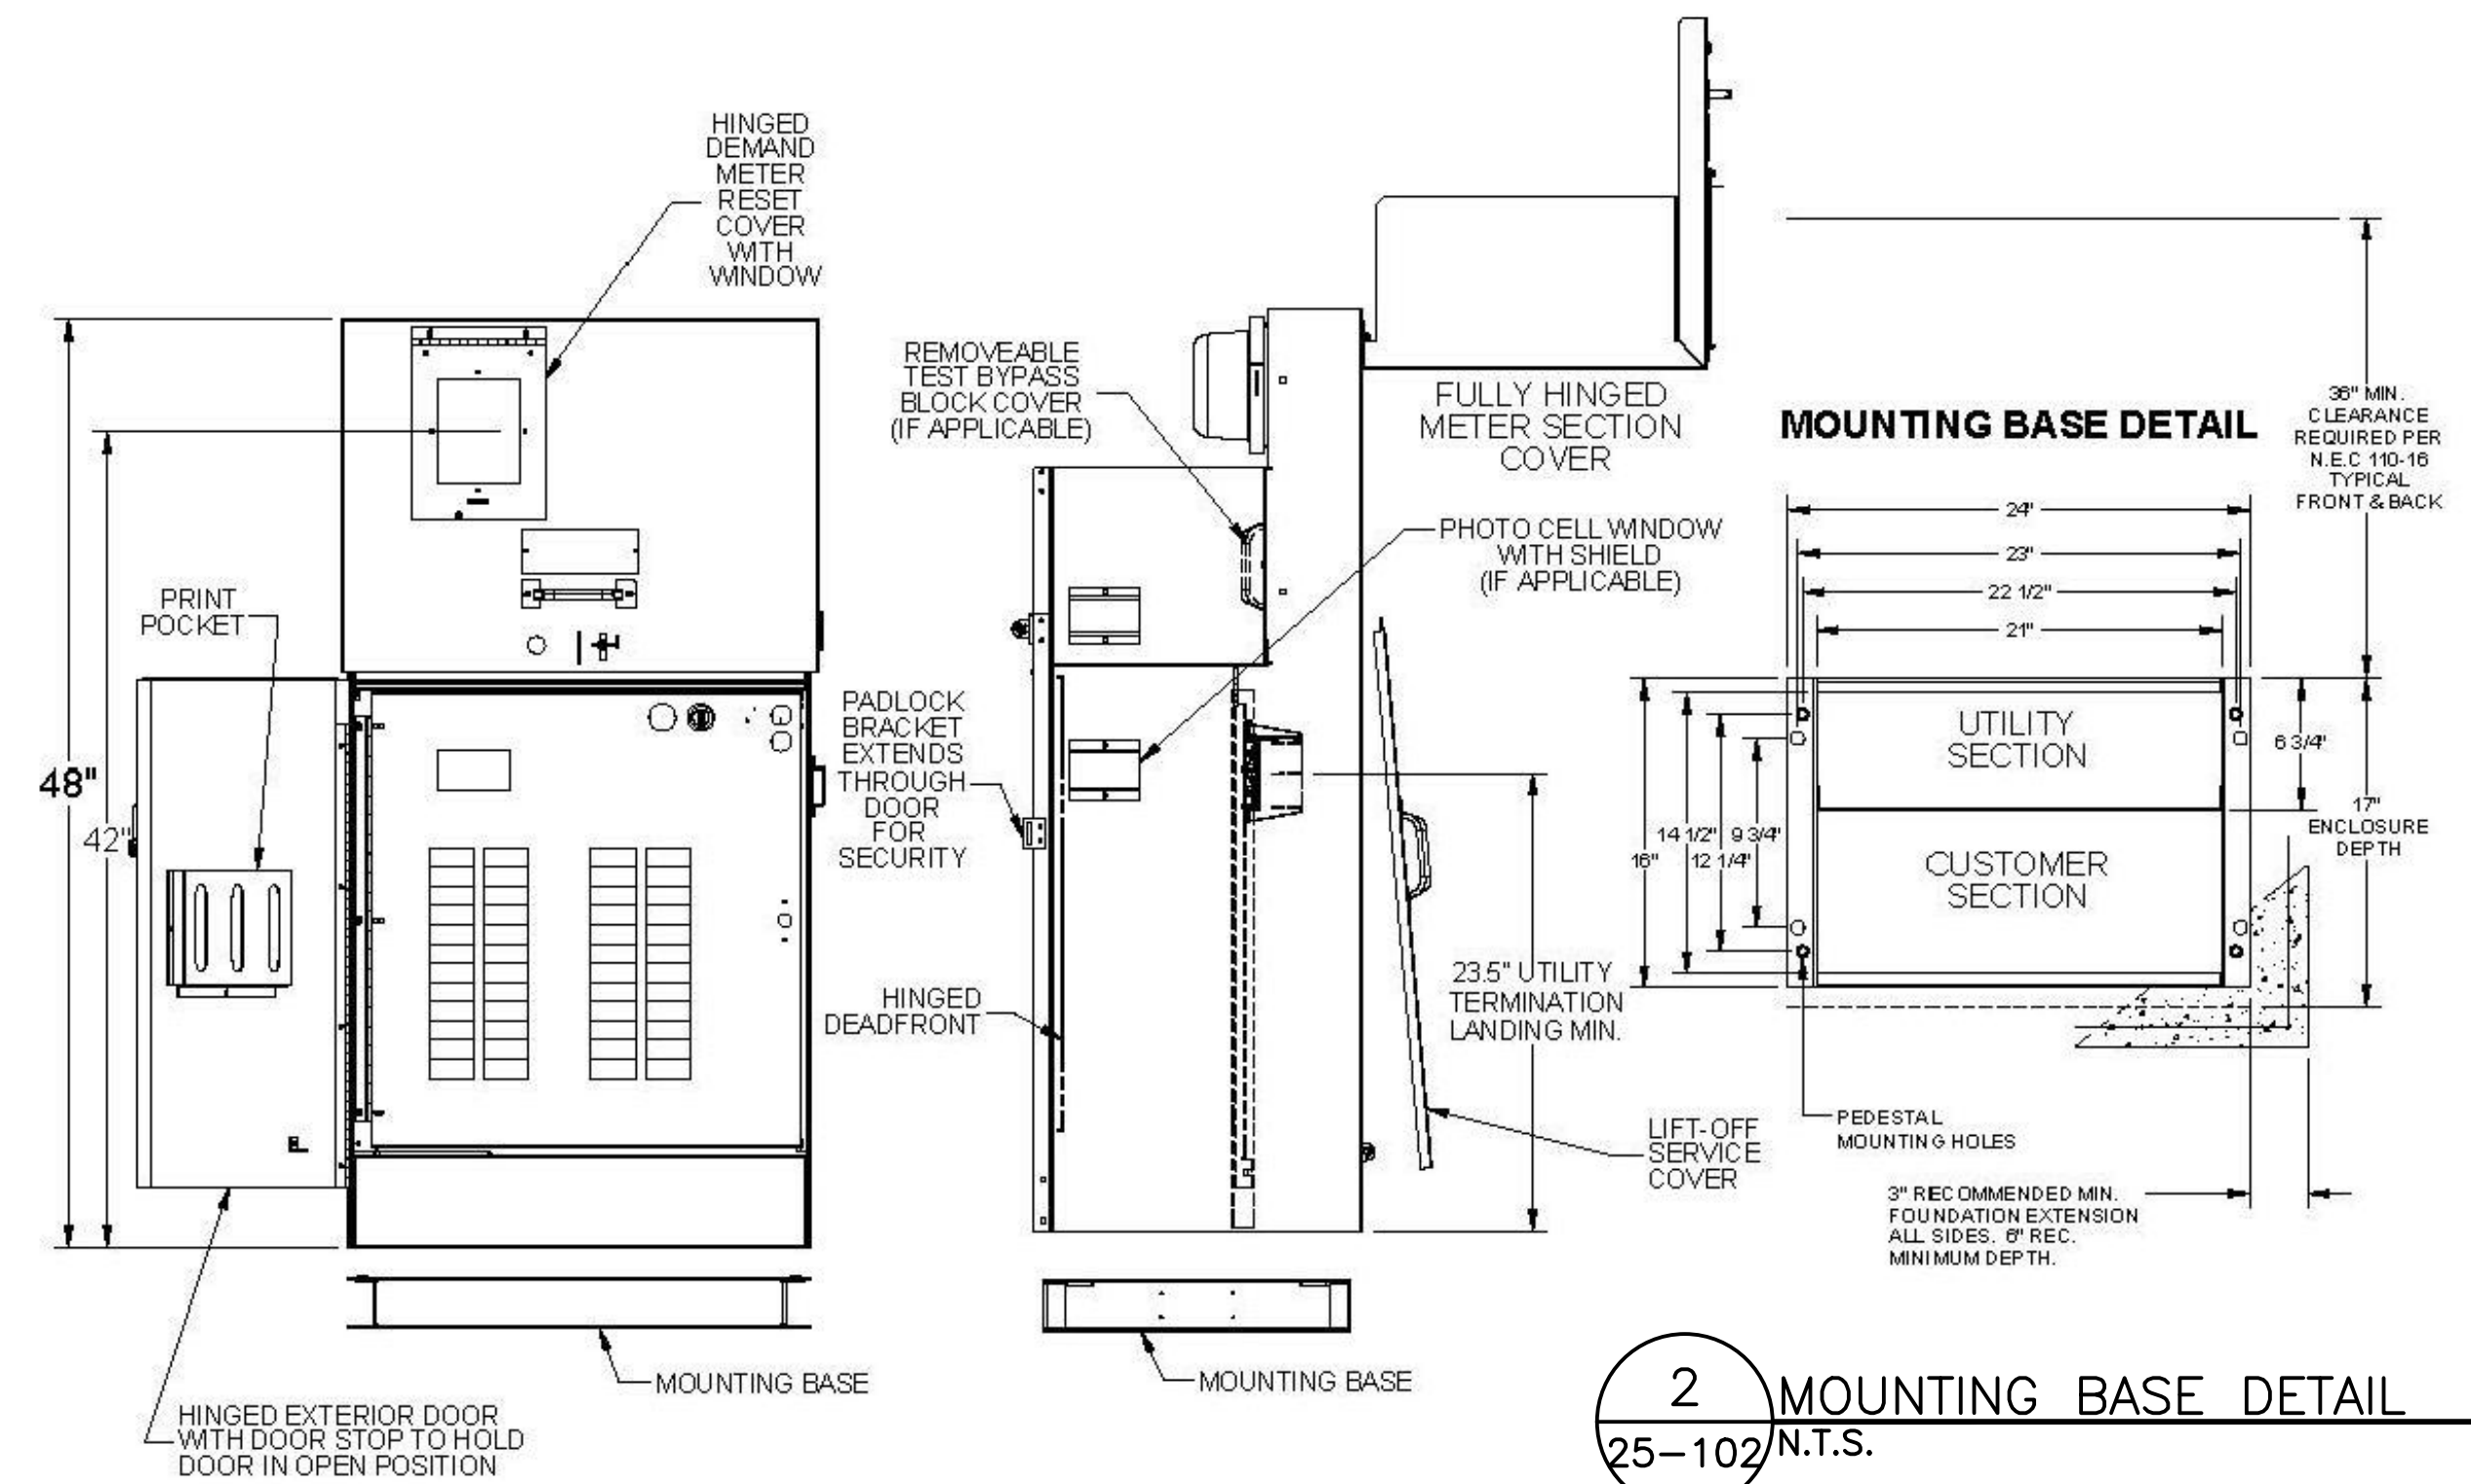 HINGED
DEMAND
METER
RESET
COVER
WITH
WINDOW
PRINT
POCKET
48"
42"
HINGED EXTERIOR DOOR
WITH DOOR STOP TO HOLD
DOOR IN OPEN POSITION
MOUNTING BASE
REMOVEABLE
TEST BYPASS
BLOCK COVER
(IF APPLICABLE)
PADLOCK
BRACKET
EXTENDS
THROUGH
DOOR
FOR
SECURITY
HINGED
DEADFRONT
MOUNTING BASE
FULLY HINGED
METER SECTION
COVER
PHOTO CELL WINDOW
WITH SHIELD
(IF APPLICABLE)
23.5" UTILITY
TERMINATION
LANDING MIN.
LIFT-OFF
SERVICE
COVER
MOUNTING BASE DETAIL
36" MIN.
CLEARANCE
REQUIRED PER
N.E.C 110-16
TYPICAL
FRONT & BACK
24"
23"
22 1/2"
21"
UTILITY
SECTION
CUSTOMER
SECTION
6 3/4"
17"
ENCLOSURE
DEPTH
14 1/2"
9 3/4"
16"
12 1/4"
PEDESTAL
MOUNTING HOLES
3" RECOMMENDED MIN.
FOUNDATION EXTENSION
ALL SIDES. 6" REC.
MINIMUM DEPTH.
2
25-102
MOUNTING BASE DETAIL
N.T.S.